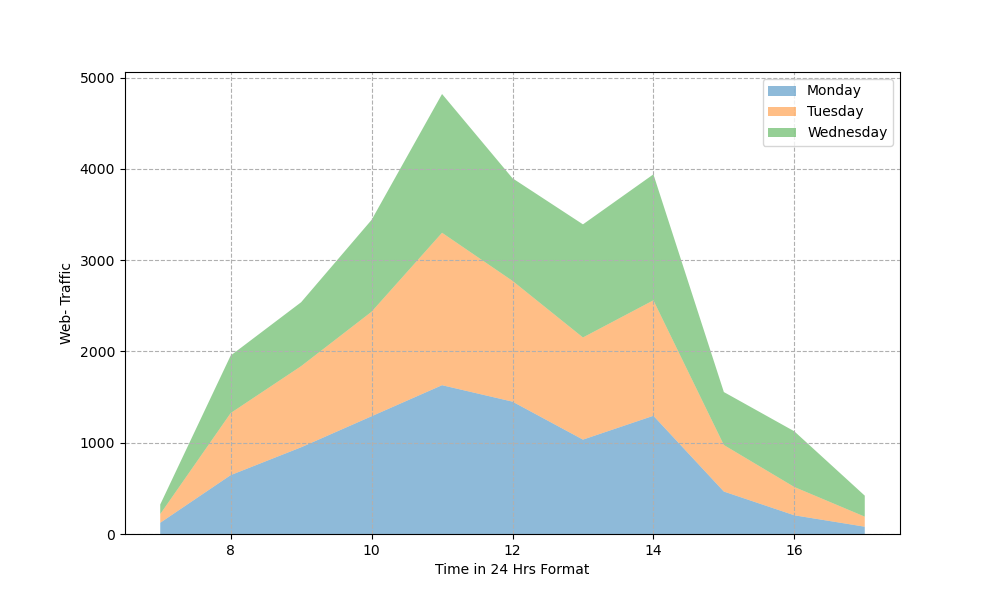 5000
4000
3000
2000
1000
0
Web- Traffic
8 10 12 14 16
Time in 24 Hrs Format
Monday
Tuesday
Wednesday